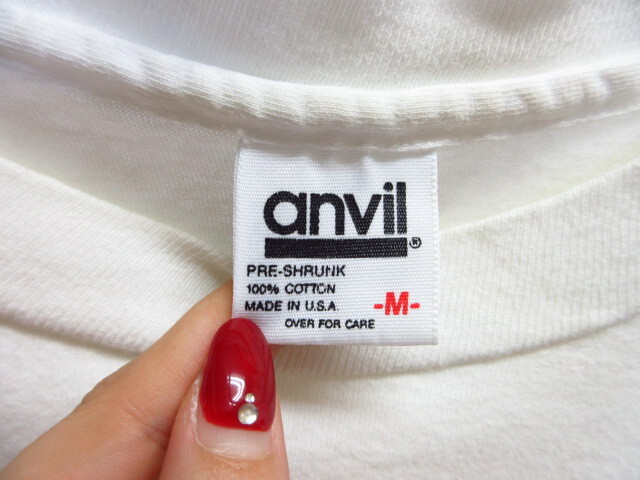 anvil®
PRE-SHRUNK
100% COTTON
MADE IN U.S.A.
-M-
OVER FOR CARE